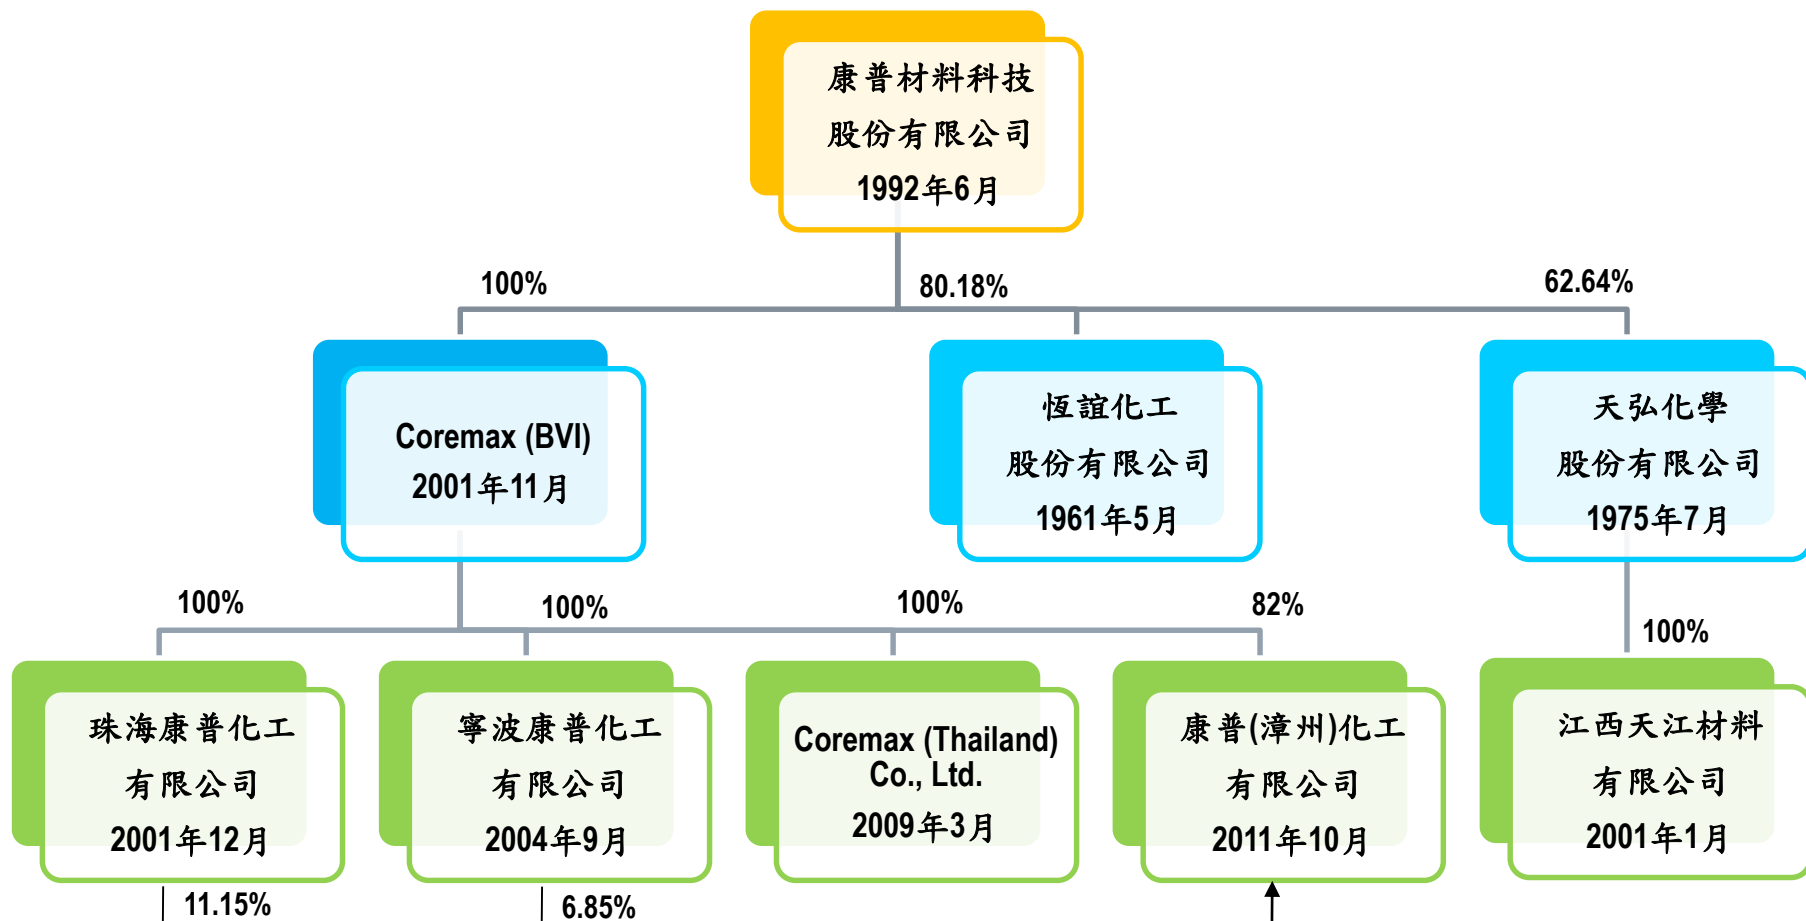 康普材料科技
股份有限公司
1992年6月
100%
80.18%
62.64%
Coremax (BVI)
2001年11月
恆誼化工
股份有限公司
1961年5月
天弘化學
股份有限公司
1975年7月
100%
100%
100%
82%
100%
珠海康普化工
有限公司
2001年12月
寧波康普化工
有限公司
2004年9月
Coremax (Thailand)
Co., Ltd.
2009年3月
康普(漳州)化工
有限公司
2011年10月
江西天江材料
有限公司
2001年1月
11.15%
6.85%